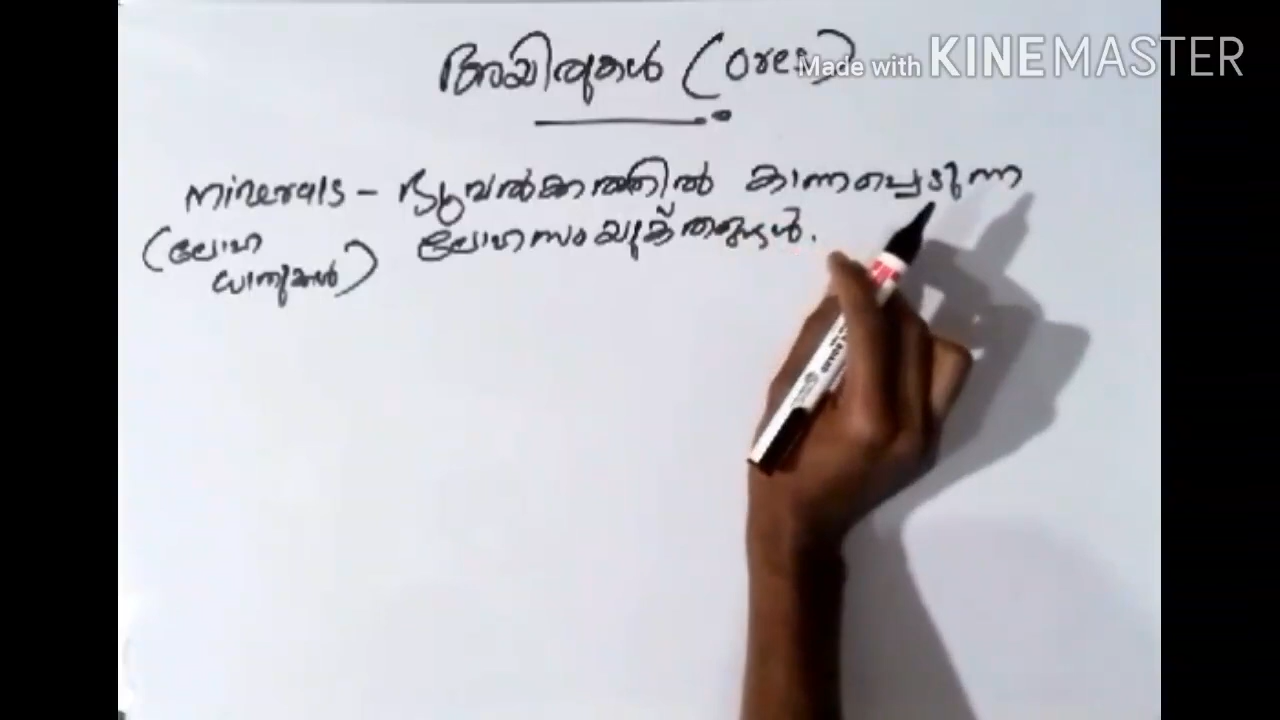 അയിരുകൾ (Ores)
Made with KINEMASTER
Minerals – ഭൂവൽക്കത്തിൽ കാണപ്പെടുന്ന
(ലോഹ ലോഹസംയുക്തങ്ങൾ.
ധാതുക്കൾ)